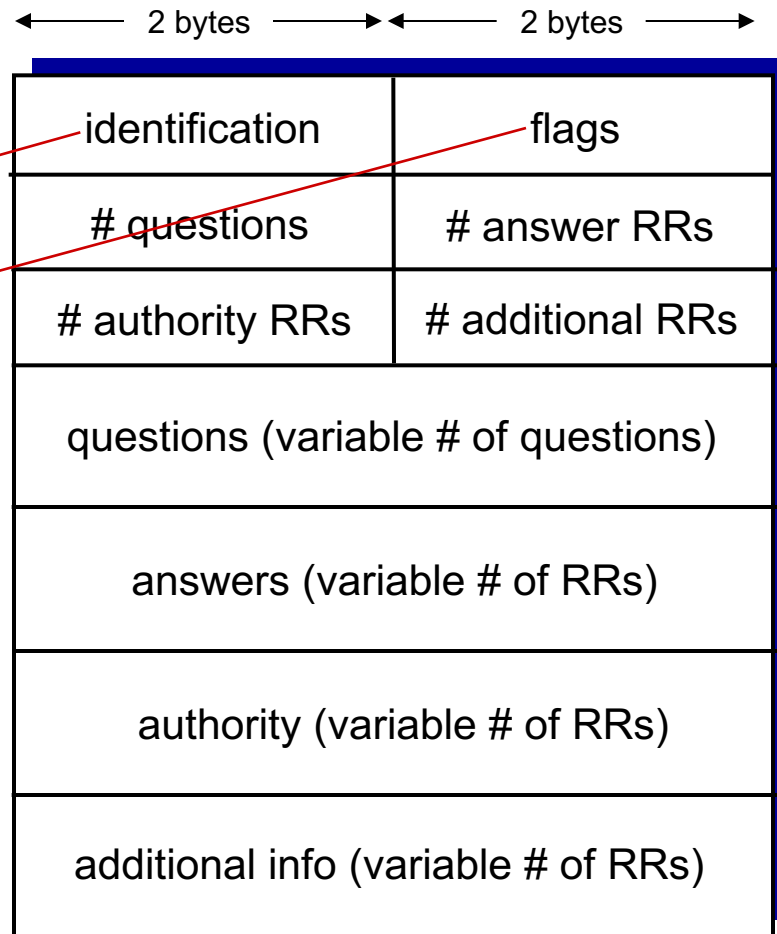 2 bytes 2 bytes
identification flags
# questions # answer RRs
# authority RRs # additional RRs
questions (variable # of questions)
answers (variable # of RRs)
authority (variable # of RRs)
additional info (variable # of RRs)